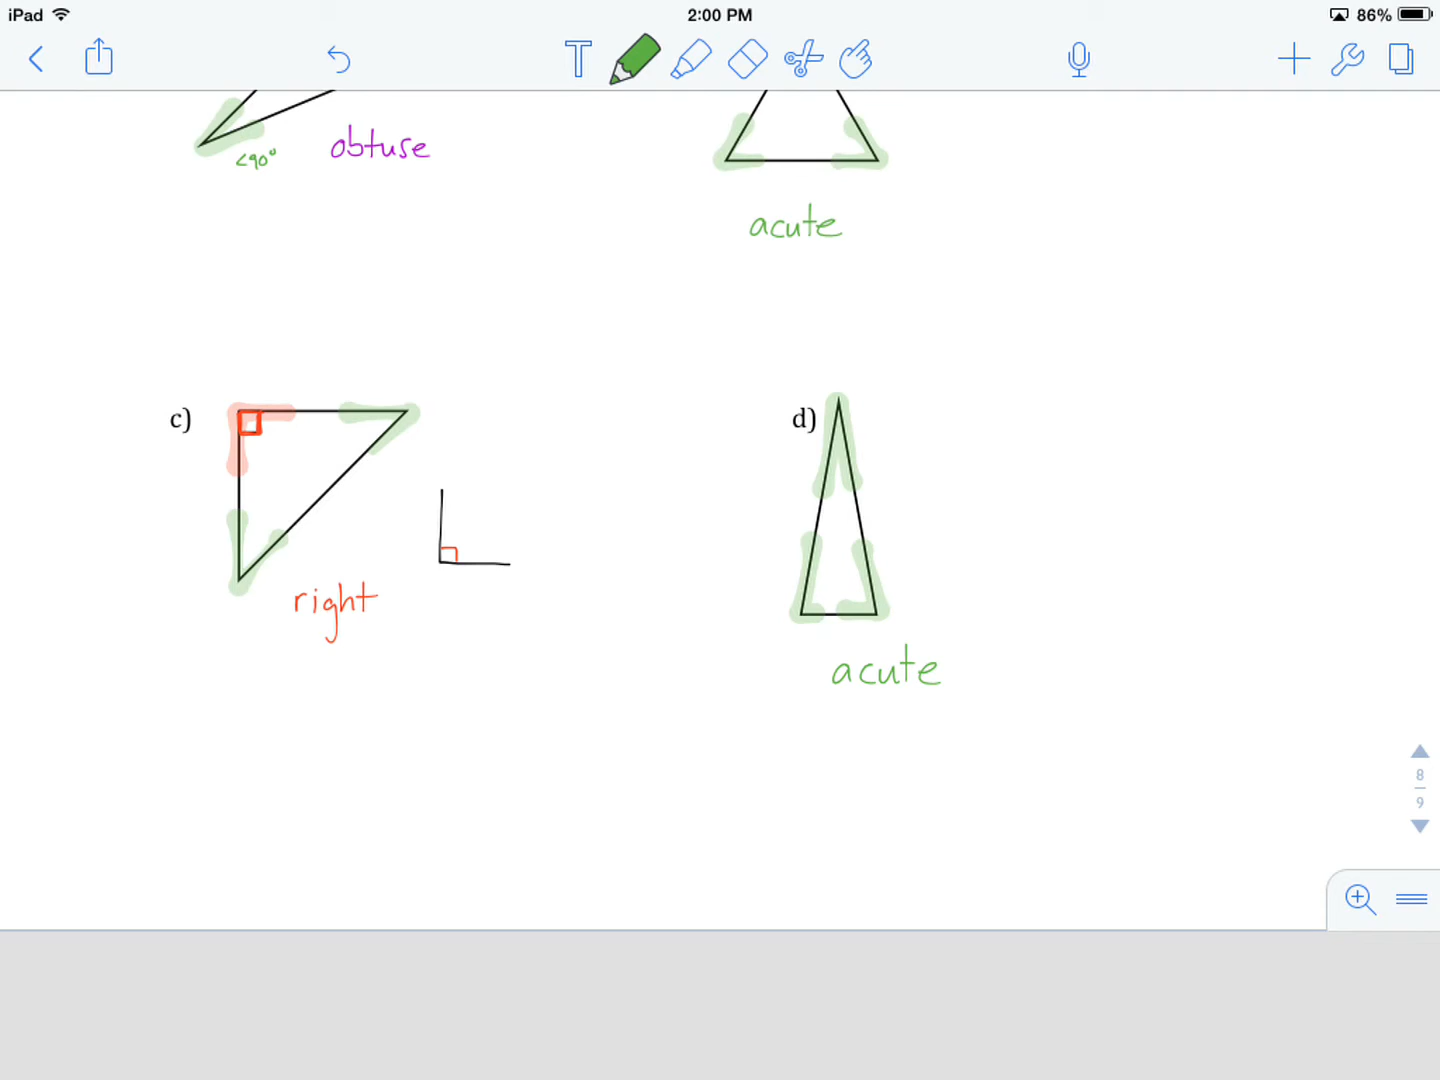 iPad 2:00 PM 86%
T
<90° obtuse
acute
c) d)
right
acute
8
9